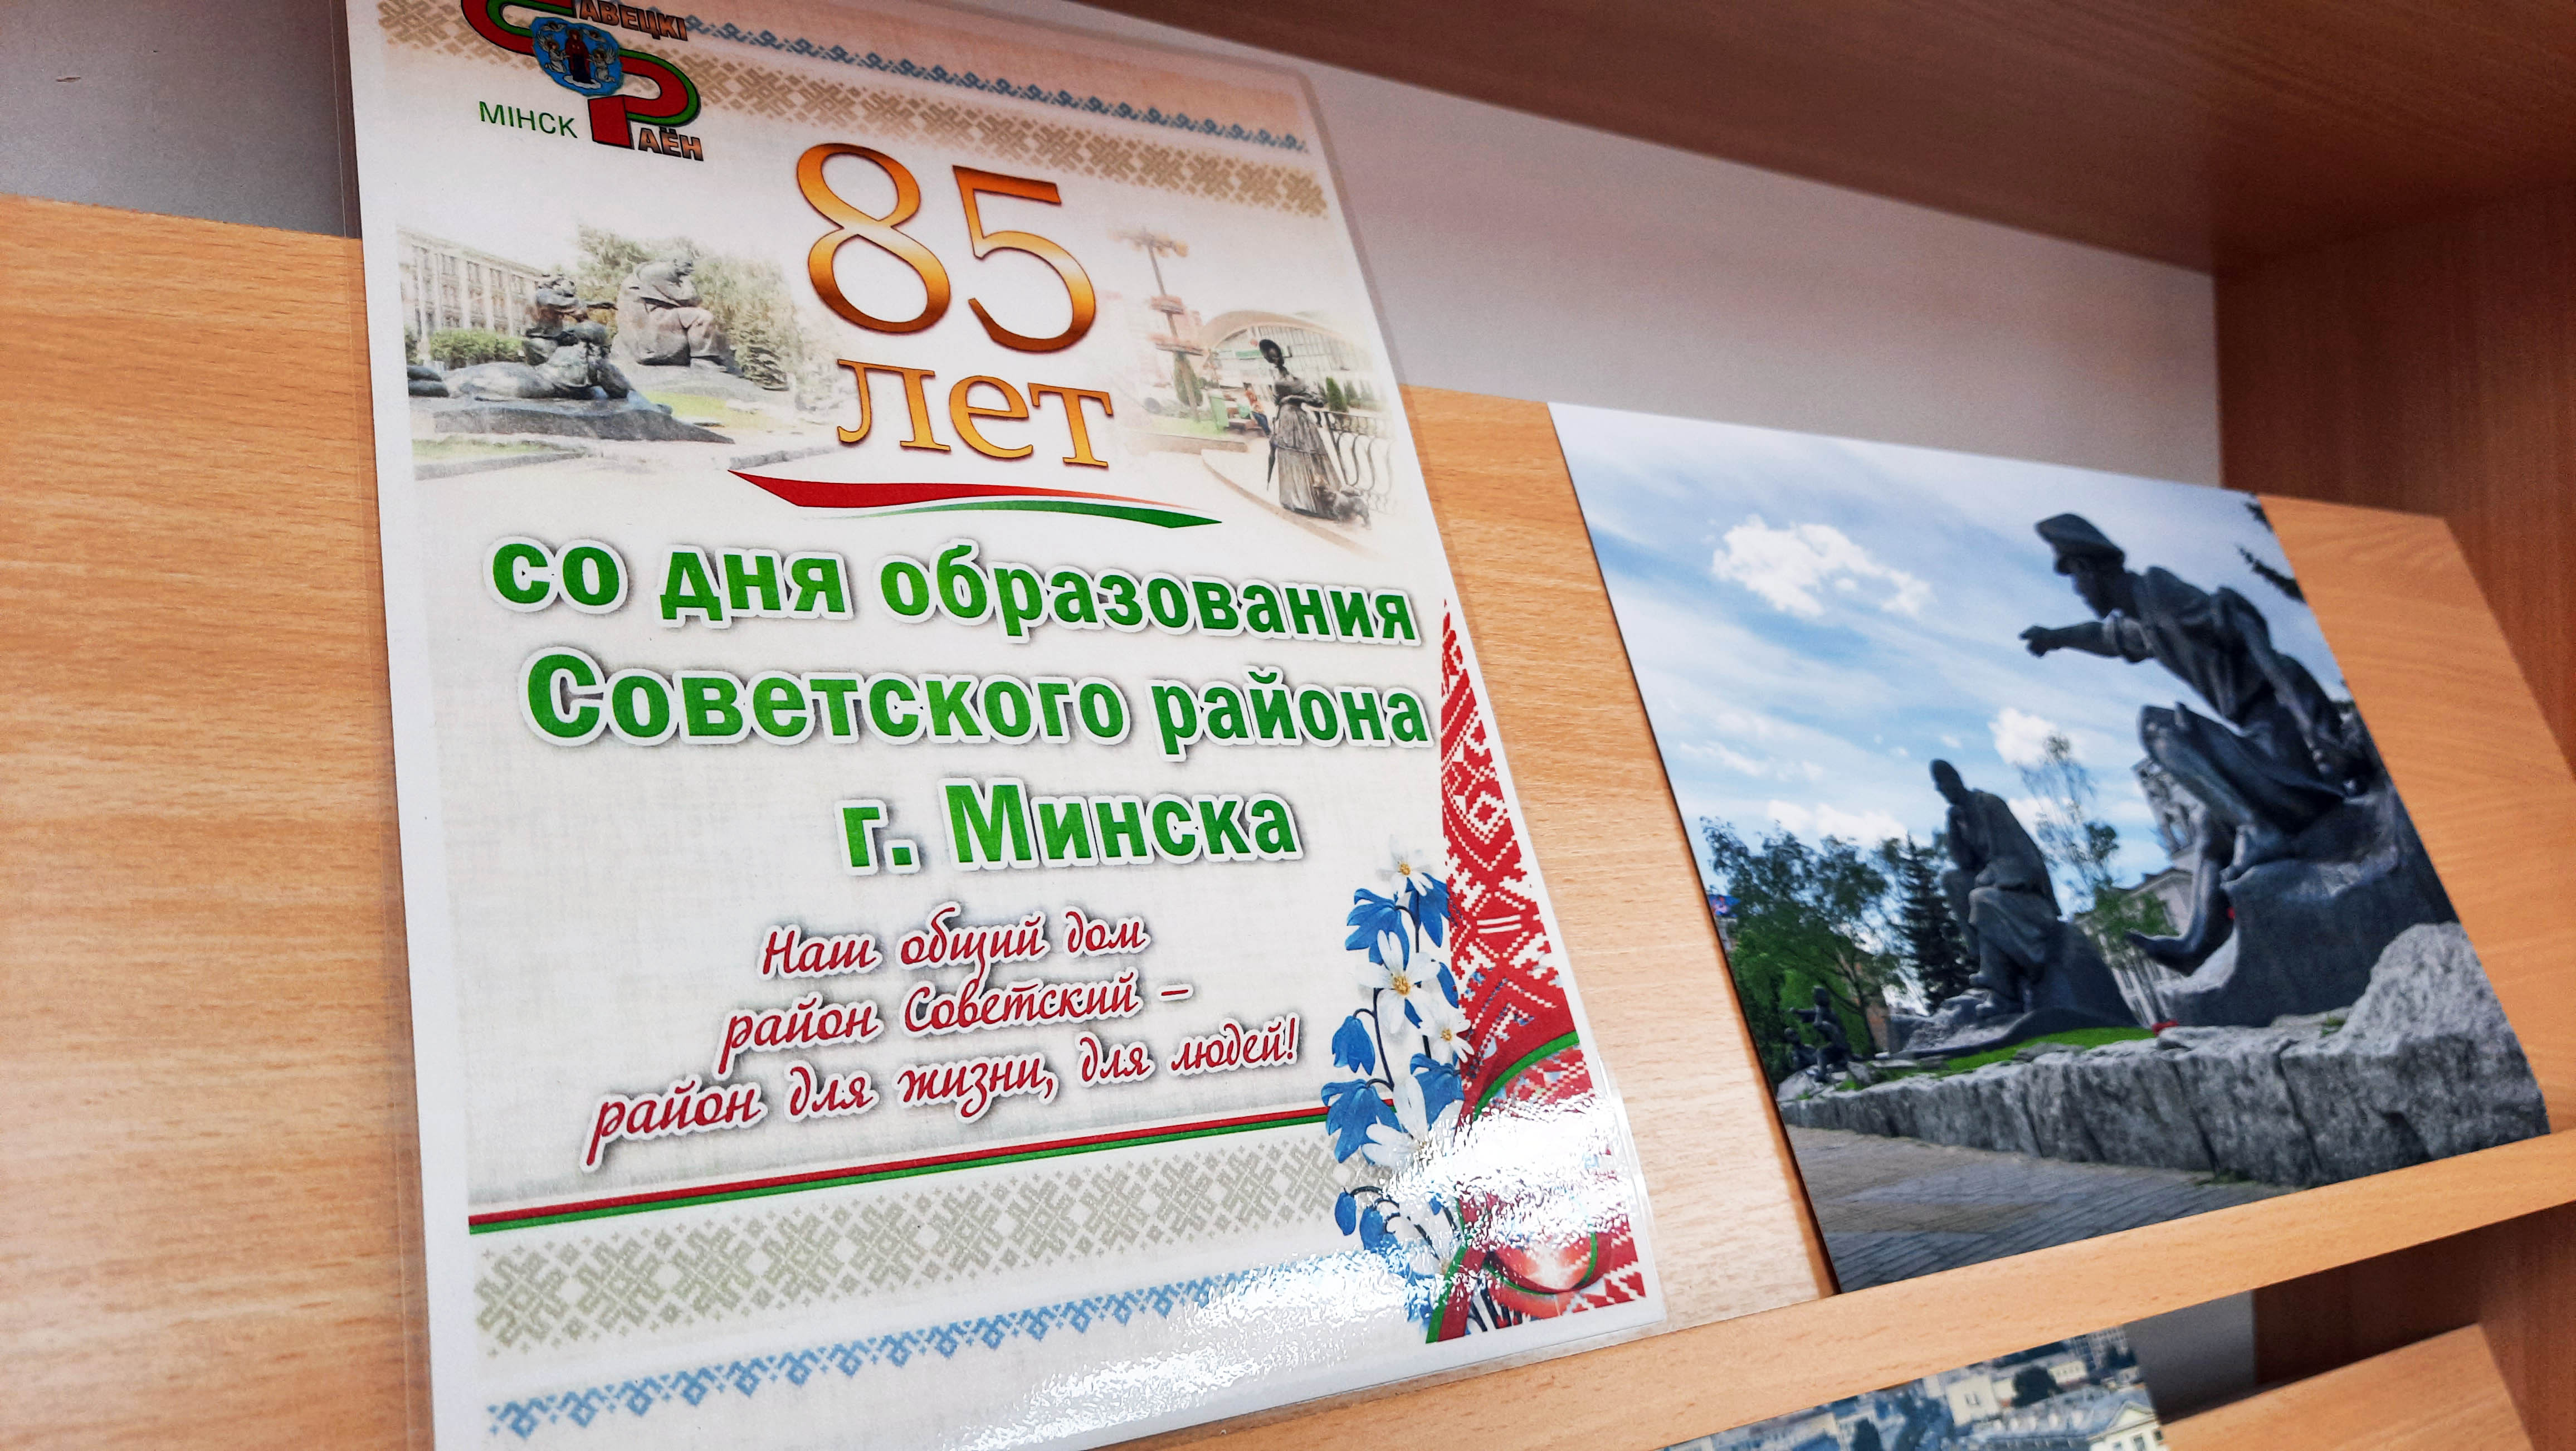 САВЕЦКІ
МІНСК
РАЁН
85
лет
со дня образования
Советского района
г. Минска
Наш общий дом
район Советский –
район для жизни, для людей!